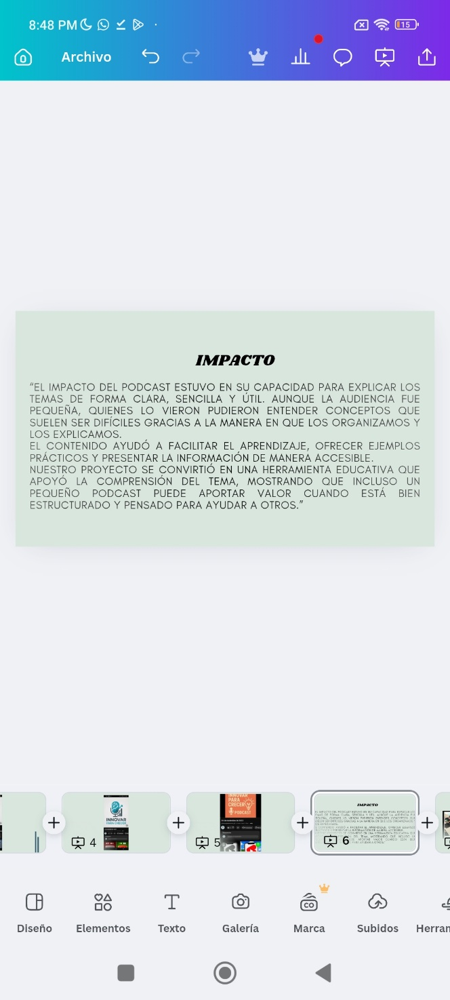 8:48 PM
15
Archivo
IMPACTO
“EL IMPACTO DEL PODCAST ESTUVO EN SU CAPACIDAD PARA EXPLICAR LOS
TEMAS DE FORMA CLARA, SENCILLA Y ÚTIL. AUNQUE LA AUDIENCIA FUE
PEQUEÑA, QUIENES LO VIERON PUDIERON ENTENDER CONCEPTOS QUE
SUELEN SER DIFÍCILES GRACIAS A LA MANERA EN QUE LOS ORGANIZAMOS Y
LOS EXPLICAMOS.
EL CONTENIDO AYUDÓ A FACILITAR EL APRENDIZAJE, OFRECER EJEMPLOS
PRÁCTICOS Y PRESENTAR LA INFORMACIÓN DE MANERA ACCESIBLE.
NUESTRO PROYECTO SE CONVIRTIÓ EN UNA HERRAMIENTA EDUCATIVA QUE
APOYÓ LA COMPRENSIÓN DEL TEMA, MOSTRANDO QUE INCLUSO UN
PEQUEÑO PODCAST PUEDE APORTAR VALOR CUANDO ESTÁ BIEN
ESTRUCTURADO Y PENSADO PARA AYUDAR A OTROS.”
INNOVAR
PARA CRECER
4
INNOVAR
PARA
CRECER
PODCAST
5
IMPACTO
6
Diseño
Elementos
Texto
Galería
CO
Marca
Subidos
Herram